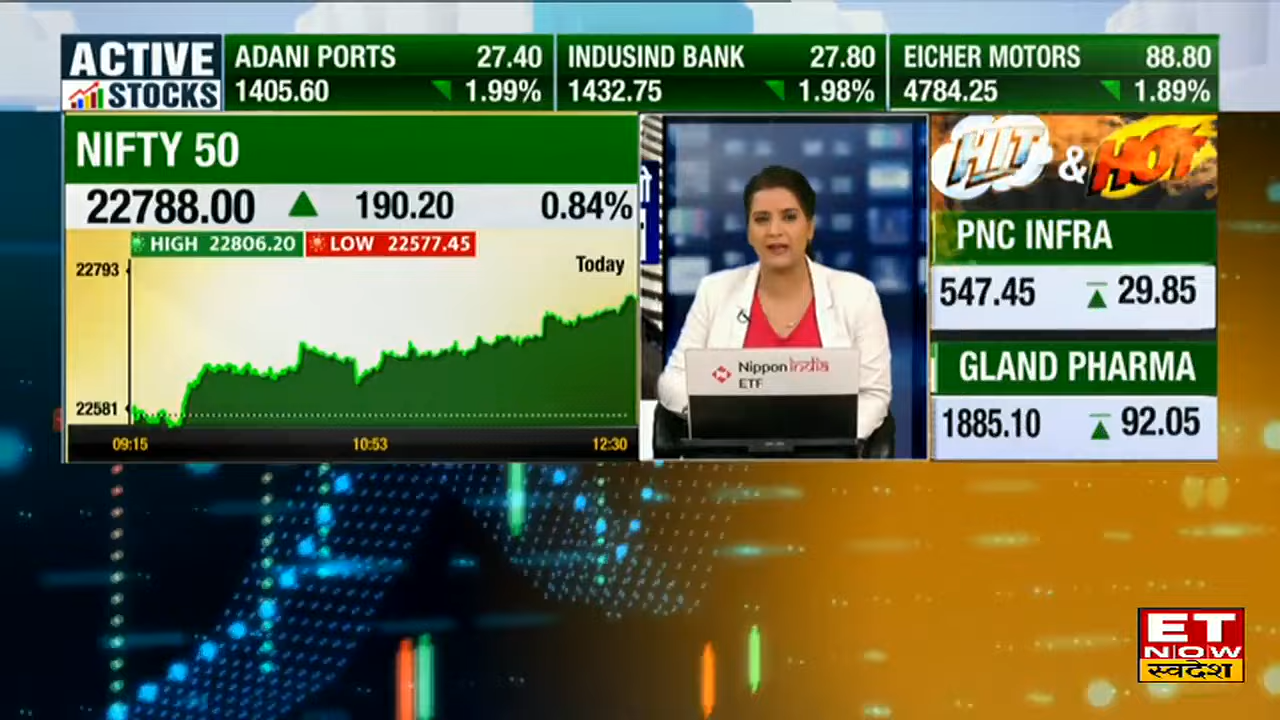 ACTIVE STOCKS
ADANI PORTS 27.40
1405.60 1.99%
INDUSIND BANK 27.80
1432.75 1.98%
EICHER MOTORS 88.80
4784.25 1.89%
NIFTY 50
22788.00 190.20 0.84%
HIGH 22806.20 LOW 22577.45
22793
Today
22581
09:15 10:53 12:30
Nippon india
ETF
HIT & HOT
PNC INFRA
547.45 29.85
GLAND PHARMA
1885.10 92.05
ET
NOW
स्वदेश